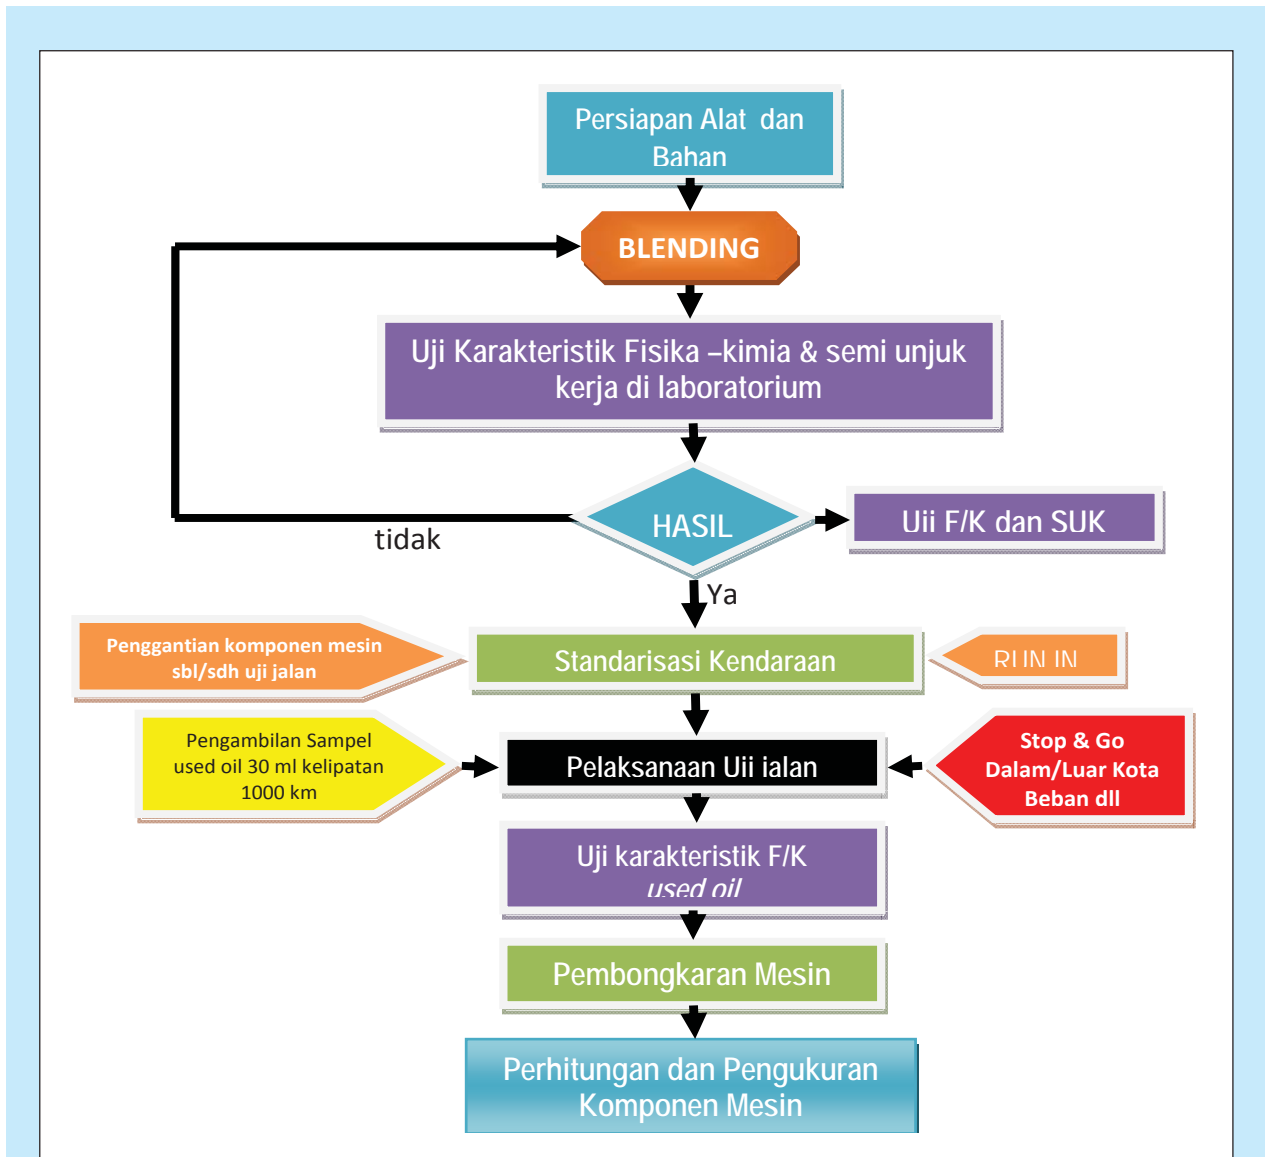 Persiapan Alat dan
Bahan
BLENDING
Uji Karakteristik Fisika –kimia & semi unjuk
kerja di laboratorium
HASIL
Uji F/K dan SUK
tidak
Ya
Penggantian komponen mesin
sbl/sdh uji jalan
Standarisasi Kendaraan
RUN IN
Pengambilan Sampel
used oil 30 ml kelipatan
1000 km
Pelaksanaan Uji jalan
Stop & Go
Dalam/Luar Kota
Beban dll
Uji karakteristik F/K
used oil
Pembongkaran Mesin
Perhitungan dan Pengukuran
Komponen Mesin